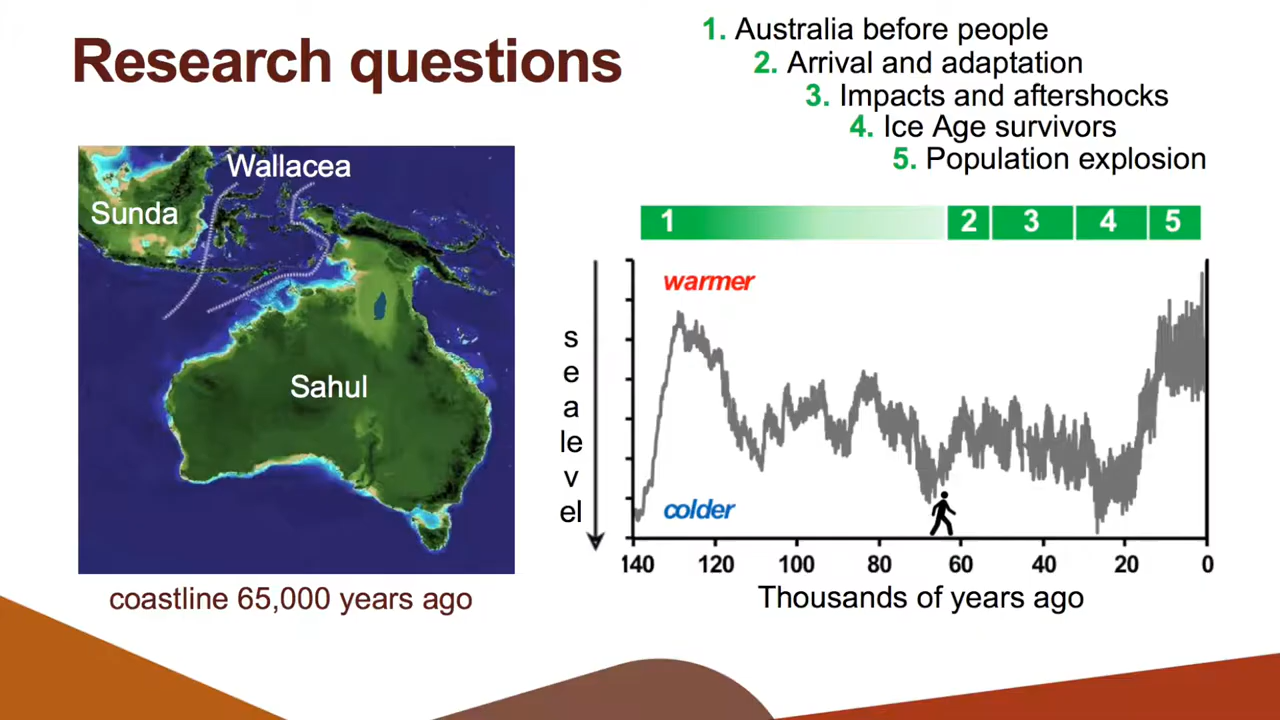 Research questions
1. Australia before people
2. Arrival and adaptation
3. Impacts and aftershocks
4. Ice Age survivors
5. Population explosion
Wallacea
Sunda
Sahul
coastline 65,000 years ago
1 2 3 4 5
warmer
sea level
colder
140 120 100 80 60 40 20 0
Thousands of years ago